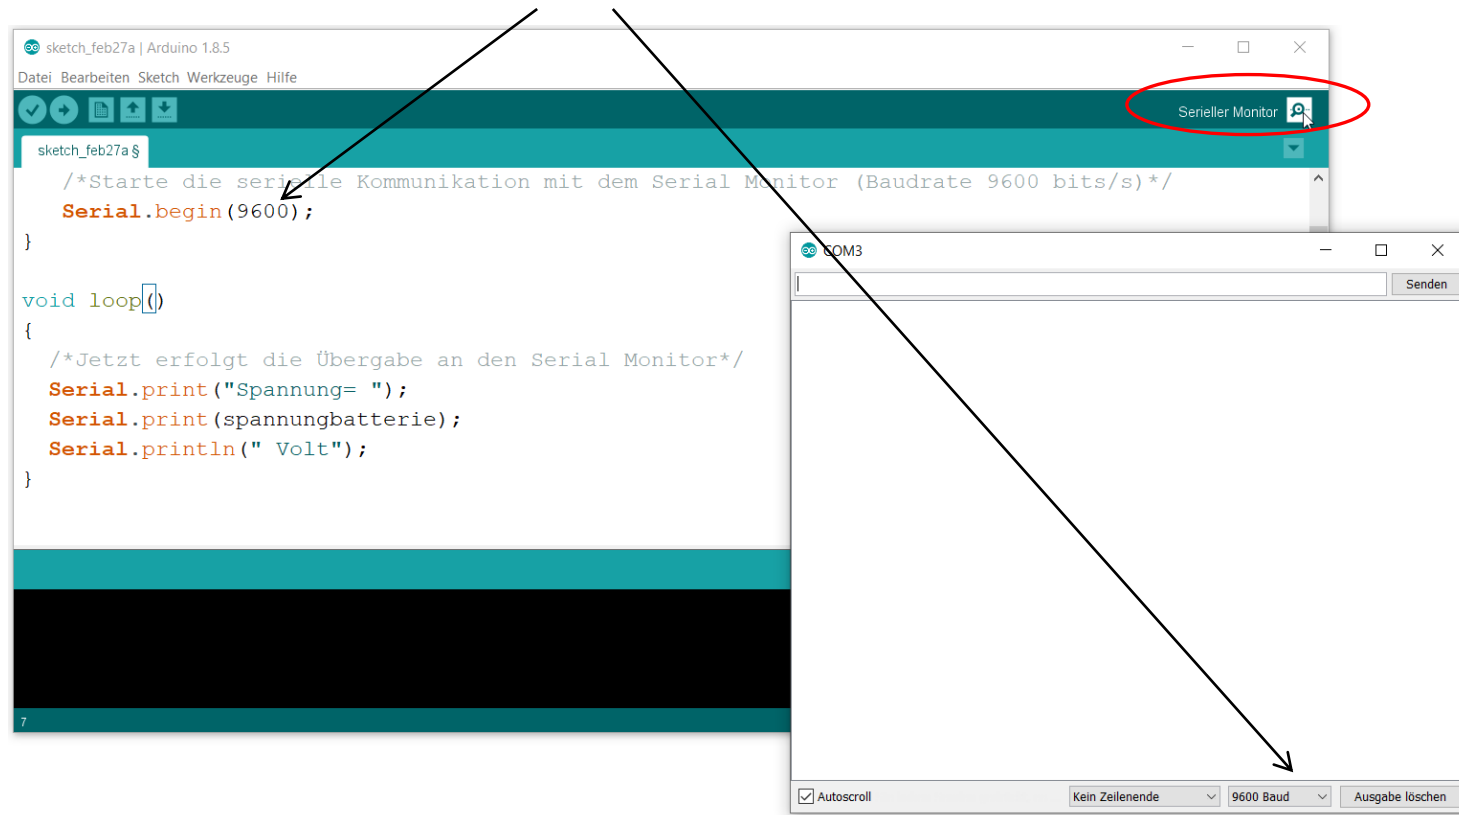 sketch_feb27a | Arduino 1.8.5
Datei Bearbeiten Sketch Werkzeuge Hilfe
Serieller Monitor
sketch_feb27a §
/*Starte die serielle Kommunikation mit dem Serial Monitor (Baudrate 9600 bits/s)*/
Serial.begin(9600);
}
void loop()
{
/*Jetzt erfolgt die Übergabe an den Serial Monitor*/
Serial.print("Spannung= ");
Serial.print(spannungbatterie);
Serial.println(" Volt");
}
7
COM3
Senden
Autoscroll
Kein Zeilenende
9600 Baud
Ausgabe löschen